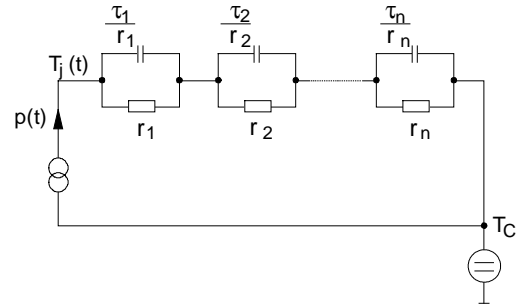 τ1/r1 τ2/r2 τn/rn
Tj(t)
r1 r2 rn
p(t)
TC